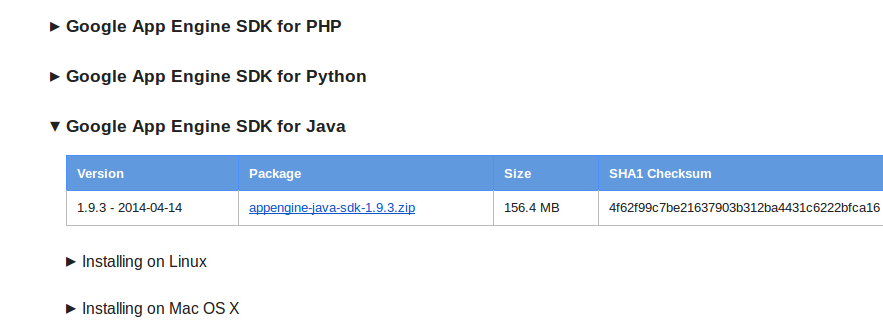 Google App Engine SDK for PHP
Google App Engine SDK for Python
Google App Engine SDK for Java
Version Package Size SHA1 Checksum
1.9.3 - 2014-04-14 appengine-java-sdk-1.9.3.zip 156.4 MB 4f62f99c7be21637903b312ba4431c6222bfca16
Installing on Linux
Installing on Mac OS X